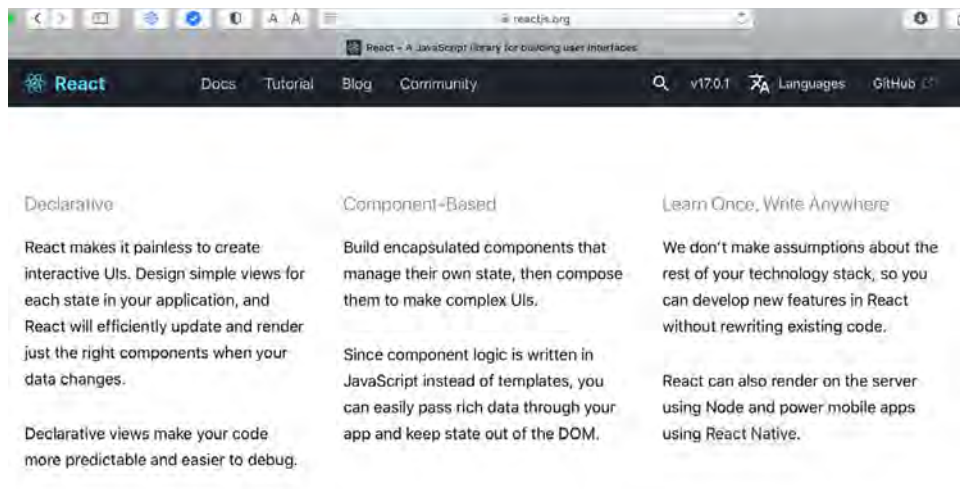 A A
reactjs.org
React – A JavaScript library for building user interfaces
React Docs Tutorial Blog Community v17.0.1 Languages GitHub
Declarative
React makes it painless to create
interactive UIs. Design simple views for
each state in your application, and
React will efficiently update and render
just the right components when your
data changes.
Declarative views make your code
more predictable and easier to debug.
Component-Based
Build encapsulated components that
manage their own state, then compose
them to make complex UIs.
Since component logic is written in
JavaScript instead of templates, you
can easily pass rich data through your
app and keep state out of the DOM.
Learn Once, Write Anywhere
We don't make assumptions about the
rest of your technology stack, so you
can develop new features in React
without rewriting existing code.
React can also render on the server
using Node and power mobile apps
using React Native.